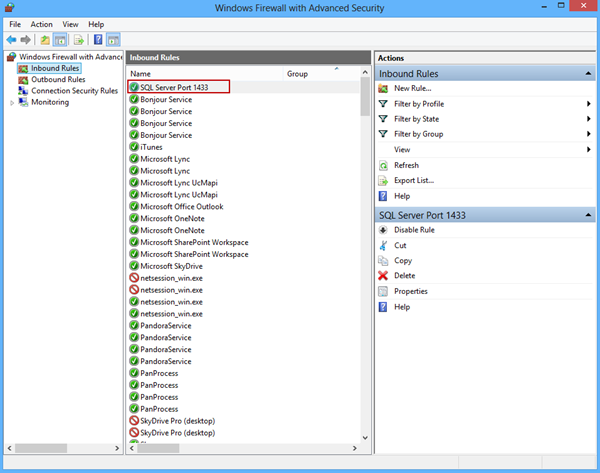 Windows Firewall with Advanced Security
File Action View Help
Windows Firewall with Advance
Inbound Rules
Outbound Rules
Connection Security Rules
Monitoring
Inbound Rules
Name Group
SQL Server Port 1433
Bonjour Service
Bonjour Service
Bonjour Service
Bonjour Service
iTunes
Microsoft Lync
Microsoft Lync
Microsoft Lync UcMapi
Microsoft Lync UcMapi
Microsoft Office Outlook
Microsoft OneNote
Microsoft OneNote
Microsoft SharePoint Workspace
Microsoft SharePoint Workspace
Microsoft SkyDrive
netsession_win.exe
netsession_win.exe
netsession_win.exe
netsession_win.exe
PandoraService
PandoraService
PandoraService
PandoraService
PanProcess
PanProcess
PanProcess
PanProcess
SkyDrive Pro (desktop)
SkyDrive Pro (desktop)
Actions
Inbound Rules
New Rule...
Filter by Profile
Filter by State
Filter by Group
View
Refresh
Export List...
Help
SQL Server Port 1433
Disable Rule
Cut
Copy
Delete
Properties
Help